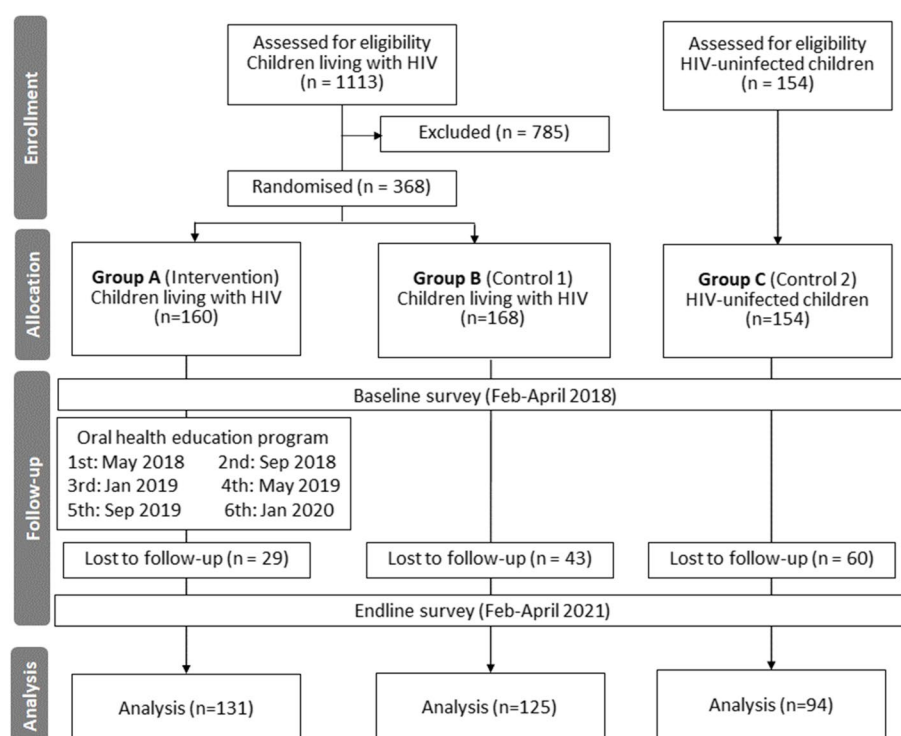 Enrollment
Assessed for eligibility
Children living with HIV
(n = 1113)
Assessed for eligibility
HIV-uninfected children
(n = 154)
Excluded (n = 785)
Randomised (n = 368)
Allocation
Group A (Intervention)
Children living with HIV
(n=160)
Group B (Control 1)
Children living with HIV
(n=168)
Group C (Control 2)
HIV-unifected children
(n=154)
Follow-up
Baseline survey (Feb-April 2018)
Oral health education program
1st: May 2018 2nd: Sep 2018
3rd: Jan 2019 4th: May 2019
5th: Sep 2019 6th: Jan 2020
Lost to follow-up (n = 29)
Lost to follow-up (n = 43)
Lost to follow-up (n = 60)
Endline survey (Feb-April 2021)
Analysis
Analysis (n=131)
Analysis (n=125)
Analysis (n=94)